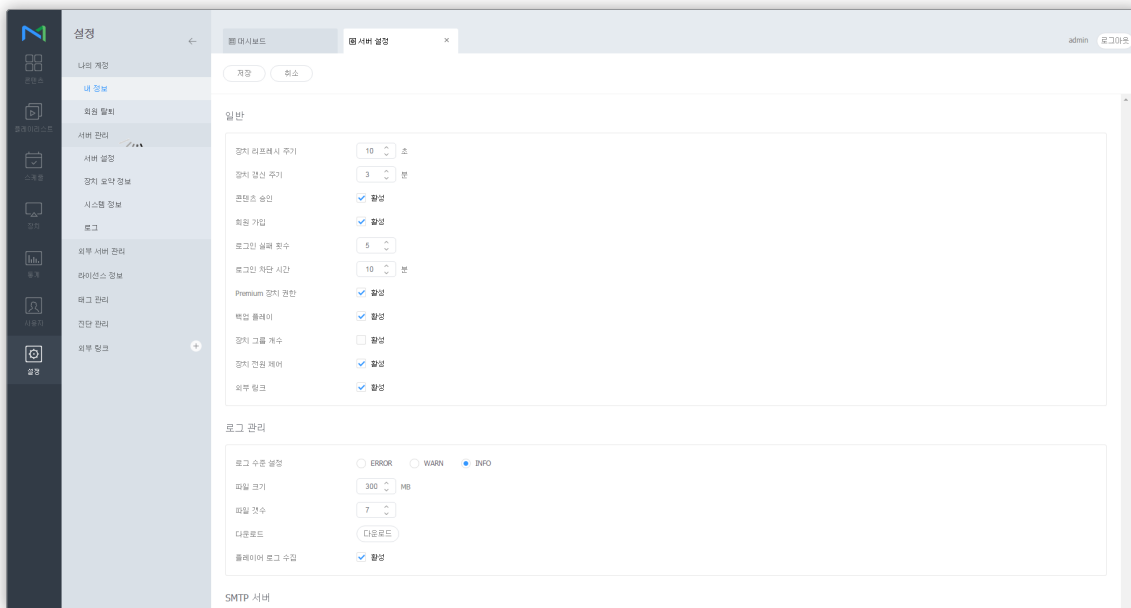 설정
←
콘텐츠
플레이리스트
스케줄
장치
통계
사용자
설정
나의 계정
내 정보
회원 탈퇴
서버 관리
서버 설정
장치 요약 정보
시스템 정보
로그
외부 서버 관리
라이선스 정보
태그 관리
진단 관리
외부 링크
대시보드
서버 설정
admin 로그아웃
저장 취소
일반
장치 리프레시 주기 10 초
장치 갱신 주기 3 분
콘텐츠 승인 활성
회원 가입 활성
로그인 실패 횟수 5
로그인 차단 시간 10 분
Premium 장치 권한 활성
백업 플레이 활성
장치 그룹 개수 활성
장치 전원 제어 활성
외부 링크 활성
로그 관리
로그 수준 설정 ERROR WARN INFO
파일 크기 300 MB
파일 갯수 7
다운로드 다운로드
플레이어 로그 수집 활성
SMTP 서버